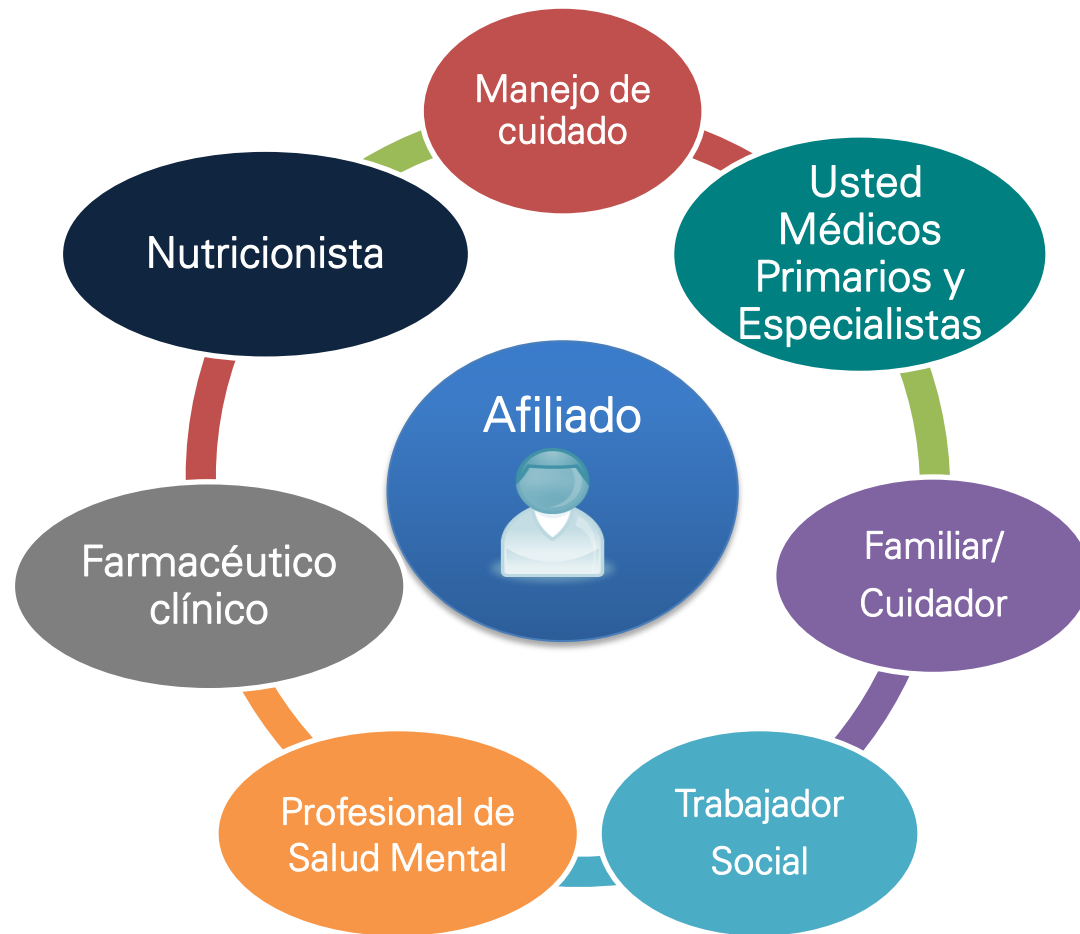 Manejo de
cuidado
Usted
Médicos
Primarios y
Especialistas
Nutricionista
Afiliado
Familiar/
Cuidador
Farmacéutico
clínico
Trabajador
Social
Profesional de
Salud Mental